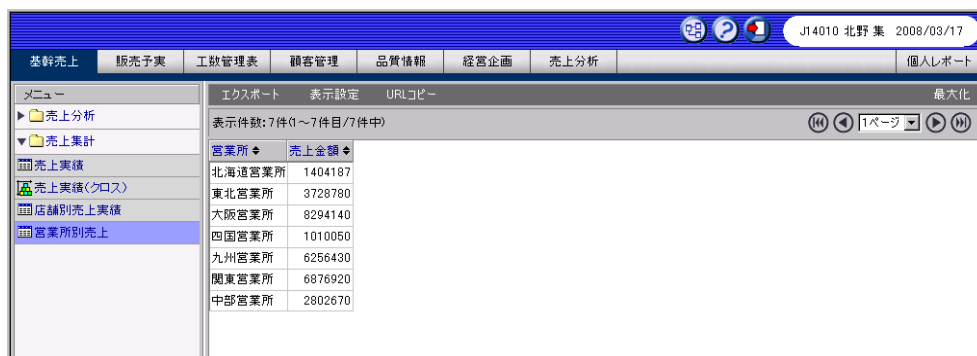 J14010 北野 集 2008/03/17
基幹売上 販売予実 工数管理表 顧客管理 品質情報 経営企画 売上分析 個人レポート
メニュー
エクスポート 表示設定 URLコピー 最大化
▶売上分析
▼売上集計
売上実績
売上実績(クロス)
店舗別売上実績
営業所別売上
表示件数:7件(1～7件目/7件中)
1ページ
営業所 売上金額
北海道営業所 1404187
東北営業所 3728780
大阪営業所 8294140
四国営業所 1010050
九州営業所 6256430
関東営業所 6876920
中部営業所 2802670